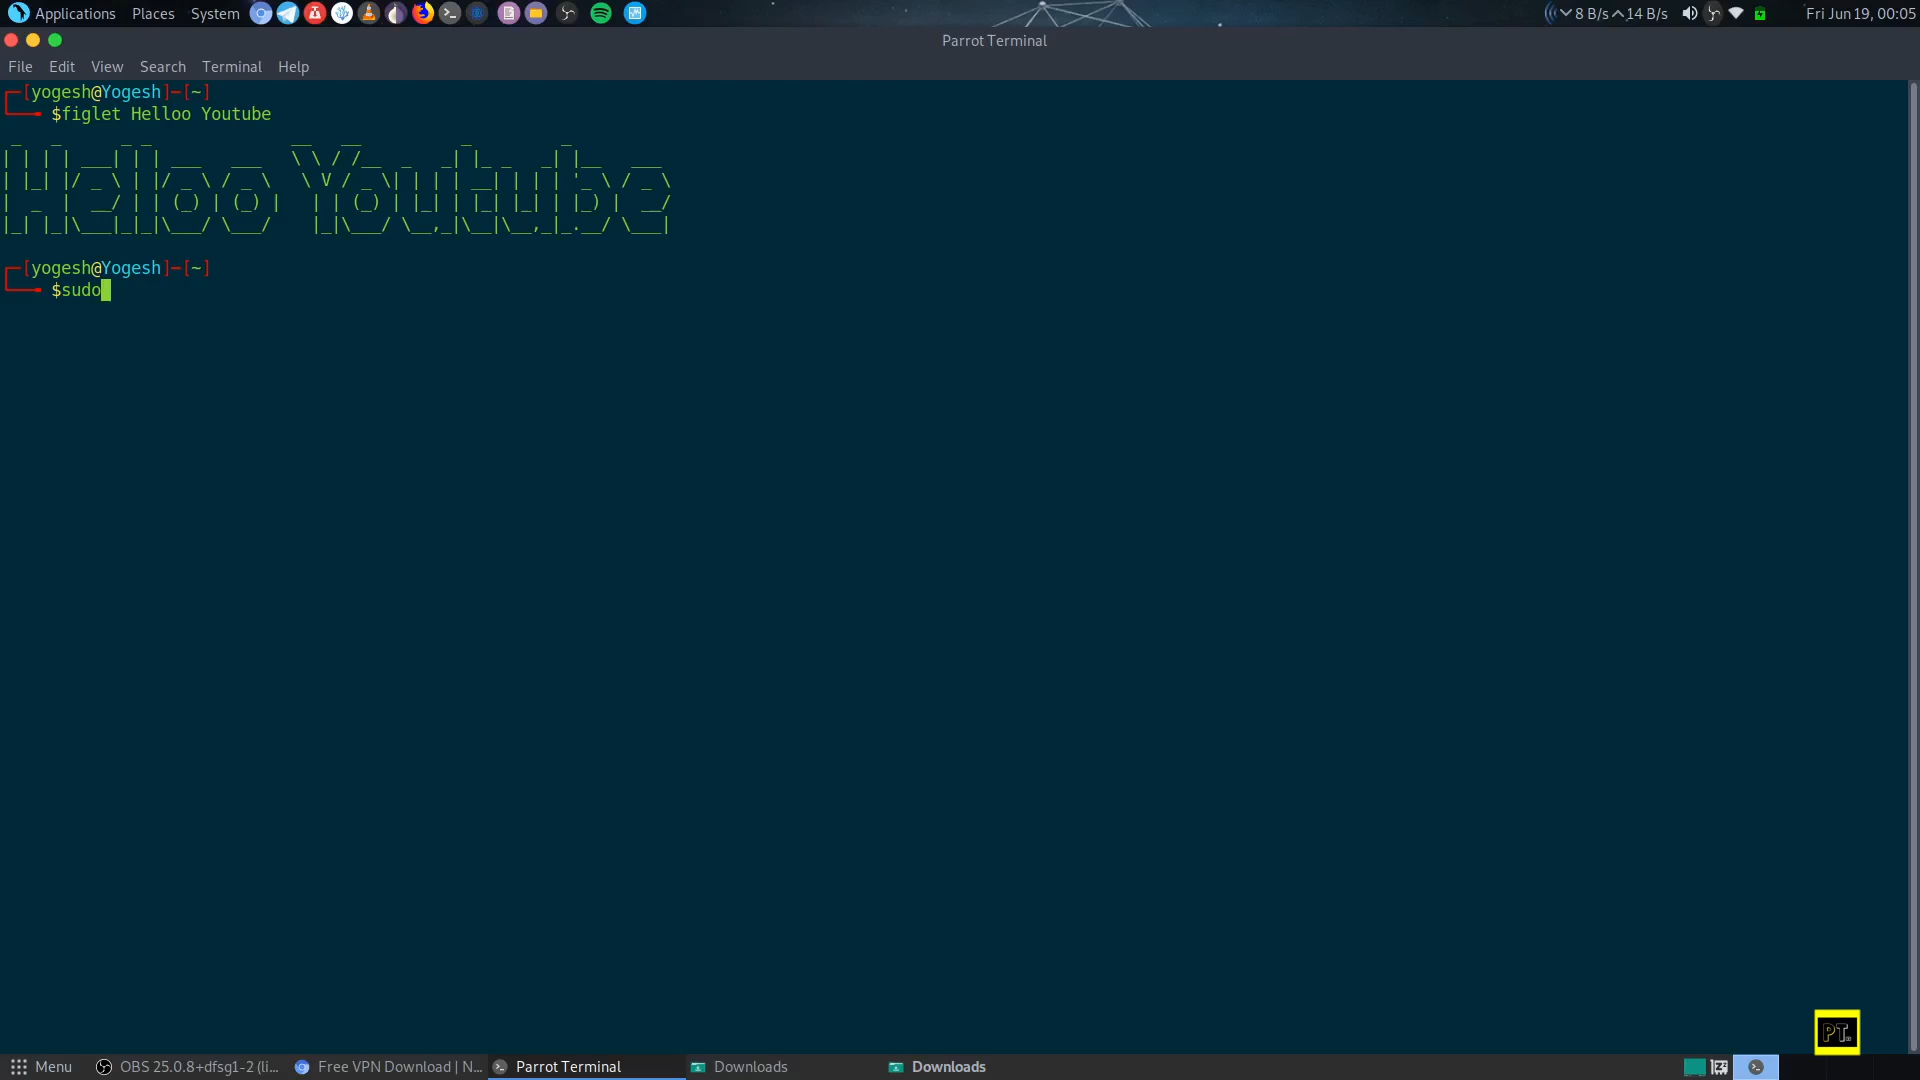 Applications Places System 8 B/s 14 B/s Fri Jun 19, 00:05
Parrot Terminal
File Edit View Search Terminal Help
┌─[yogesh@Yogesh]─[~]
└──╼ $figlet Helloo Youtube
Helloo Youtube
┌─[yogesh@Yogesh]─[~]
└──╼ $sudo
PT
Menu OBS 25.0.8+dfsg1-2 (li... Free VPN Download | N... Parrot Terminal Downloads Downloads